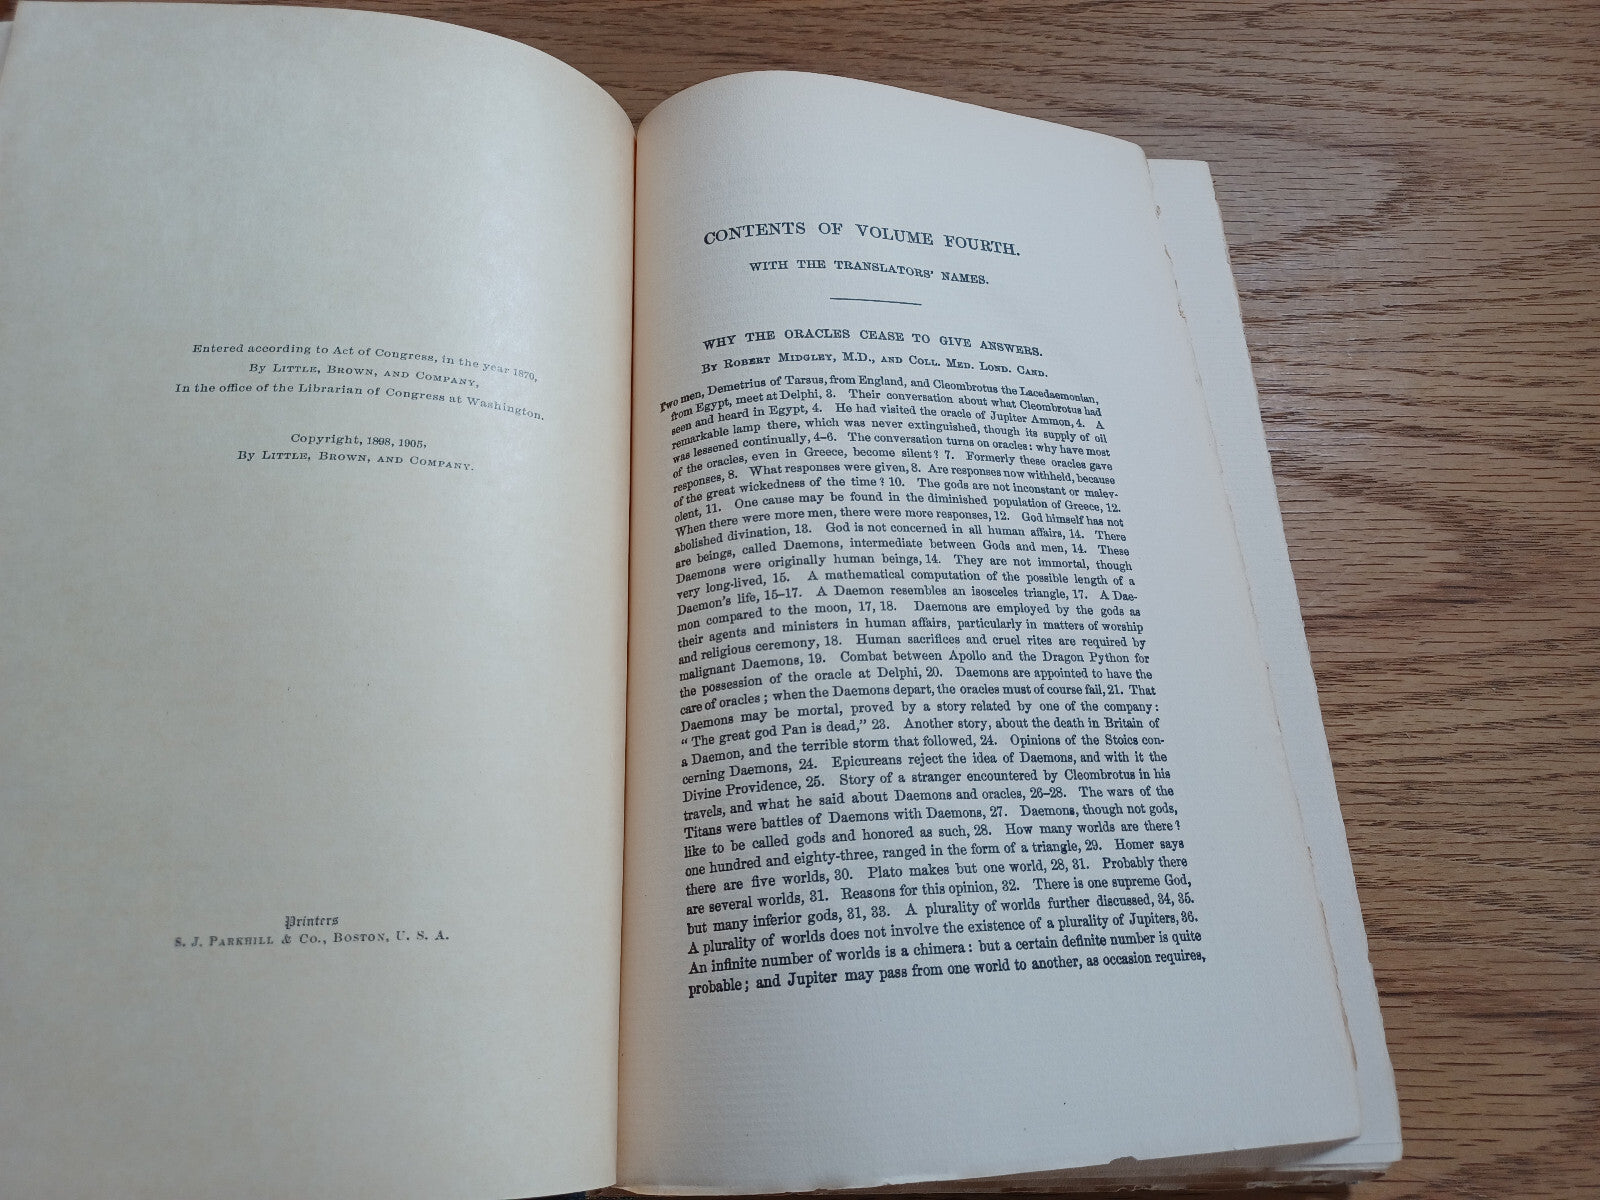 Entered according to Act of Congress, in the year 1870,
By Little, Brown, and Company,
In the office of the Librarian of Congress at Washington.
Copyright, 1898, 1905,
By Little, Brown, and Company.
Printers
S. J. Parkhill & Co., Boston, U. S. A.
CONTENTS OF VOLUME FOURTH.
WITH THE TRANSLATORS' NAMES.
WHY THE ORACLES CEASE TO GIVE ANSWERS.
By Robert Midgley, M.D., and Coll. Med. Lond. Cand.
Two men, Demetrius of Tarsus, from England, and Cleombrotus the Lacedaemonian,
from Egypt, meet at Delphi, 3. Their conversation about what Cleombrotus had
seen and heard in Egypt, 4. He had visited the oracle of Jupiter Ammon, 4. A
remarkable lamp there, which was never extinguished, though its supply of oil
was lessened continually, 4–6. The conversation turns on oracles: why have most
of the oracles, even in Greece, become silent? 7. Formerly these oracles gave
responses, 8. What responses were given, 8. Are responses now withheld, because
of the great wickedness of the time? 10. The gods are not inconstant or malev-
olent, 11. One cause may be found in the diminished population of Greece, 12.
When there were more men, there were more responses, 12. God himself has not
abolished divination, 13. God is not concerned in all human affairs, 14. There
are beings, called Daemons, intermediate between Gods and men, 14. These
Daemons were originally human beings, 14. They are not immortal, though
very long-lived, 15. A mathematical computation of the possible length of a
Daemon's life, 15–17. A Daemon resembles an isosceles triangle, 17. A Dae-
mon compared to the moon, 17, 18. Daemons are employed by the gods as
their agents and ministers in human affairs, particularly in matters of worship
and religious ceremony, 18. Human sacrifices and cruel rites are required by
malignant Daemons, 19. Combat between Apollo and the Dragon Python for
the possession of the oracle at Delphi, 20. Daemons are appointed to have the
care of oracles; when the Daemons depart, the oracles must of course fail, 21. That
Daemons may be mortal, proved by a story related by one of the company:
"The great god Pan is dead," 23. Another story, about the death in Britain of
a Daemon, and the terrible storm that followed, 24. Opinions of the Stoics con-
cerning Daemons, 24. Epicureans reject the idea of Daemons, and with it the
Divine Providence, 25. Story of a stranger encountered by Cleombrotus in his
travels, and what he said about Daemons and oracles, 26–28. The wars of the
Titans were battles of Daemons with Daemons, 27. Daemons, though not gods,
like to be called gods and honored as such, 28. How many worlds are there?
one hundred and eighty-three, ranged in the form of a triangle, 29. Homer says
there are five worlds, 30. Plato makes but one world, 28, 31. Probably there
are several worlds, 31. Reasons for this opinion, 32. There is one supreme God,
but many inferior gods, 31, 33. A plurality of worlds further discussed, 34, 35.
A plurality of worlds does not involve the existence of a plurality of Jupiters, 36.
An infinite number of worlds is a chimera: but a certain definite number is quite
probable; and Jupiter may pass from one world to another, as occasion requires,